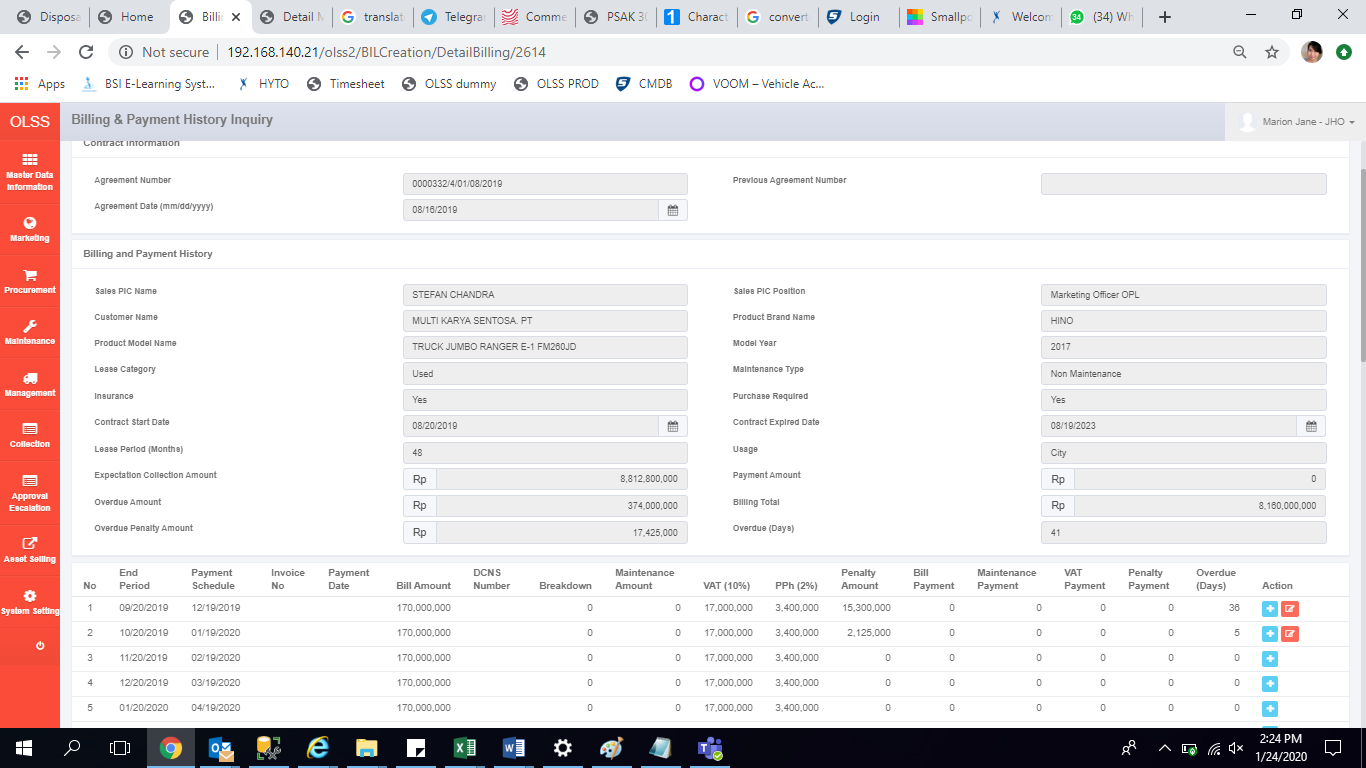 Disposa
Home
Billi
Detail M
translat
Telegra
Comme
PSAK 30
Charact
convert
Login
Smallpo
Welcom
(34) Wh
Not secure | 192.168.140.21/olss2/BILCreation/DetailBilling/2614
Apps BSI E-Learning Syst... HYTO Timesheet OLSS dummy OLSS PROD CMDB VOOM – Vehicle Ac...
OLSS Billing & Payment History Inquiry Marion Jane - JHO
Master Data Information
Marketing
Procurement
Maintenance
Management
Collection
Approval Escalation
Asset Selling
System Setting
Contract Information
Agreement Number 0000332/4/01/08/2019 Previous Agreement Number
Agreement Date (mm/dd/yyyy) 08/16/2019
Billing and Payment History
Sales PIC Name STEFAN CHANDRA Sales PIC Position Marketing Officer OPL
Customer Name MULTI KARYA SENTOSA. PT Product Brand Name HINO
Product Model Name TRUCK JUMBO RANGER E-1 FM260JD Model Year 2017
Lease Category Used Maintenance Type Non Maintenance
Insurance Yes Purchase Required Yes
Contract Start Date 08/20/2019 Contract Expired Date 08/19/2023
Lease Period (Months) 48 Usage City
Expectation Collection Amount Rp 8,812,800,000 Payment Amount Rp 0
Overdue Amount Rp 374,000,000 Billing Total Rp 8,160,000,000
Overdue Penalty Amount Rp 17,425,000 Overdue (Days) 41
No End Period Payment Schedule Invoice No Payment Date Bill Amount DCNS Number Breakdown Maintenance Amount VAT (10%) PPh (2%) Penalty Amount Bill Payment Maintenance Payment VAT Payment Penalty Payment Overdue (Days) Action
1 09/20/2019 12/19/2019 170,000,000 0 0 17,000,000 3,400,000 15,300,000 0 0 0 0 36
2 10/20/2019 01/19/2020 170,000,000 0 0 17,000,000 3,400,000 2,125,000 0 0 0 0 5
3 11/20/2019 02/19/2020 170,000,000 0 0 17,000,000 3,400,000 0 0 0 0 0 0
4 12/20/2019 03/19/2020 170,000,000 0 0 17,000,000 3,400,000 0 0 0 0 0 0
5 01/20/2020 04/19/2020 170,000,000 0 0 17,000,000 3,400,000 0 0 0 0 0 0
2:24 PM
1/24/2020